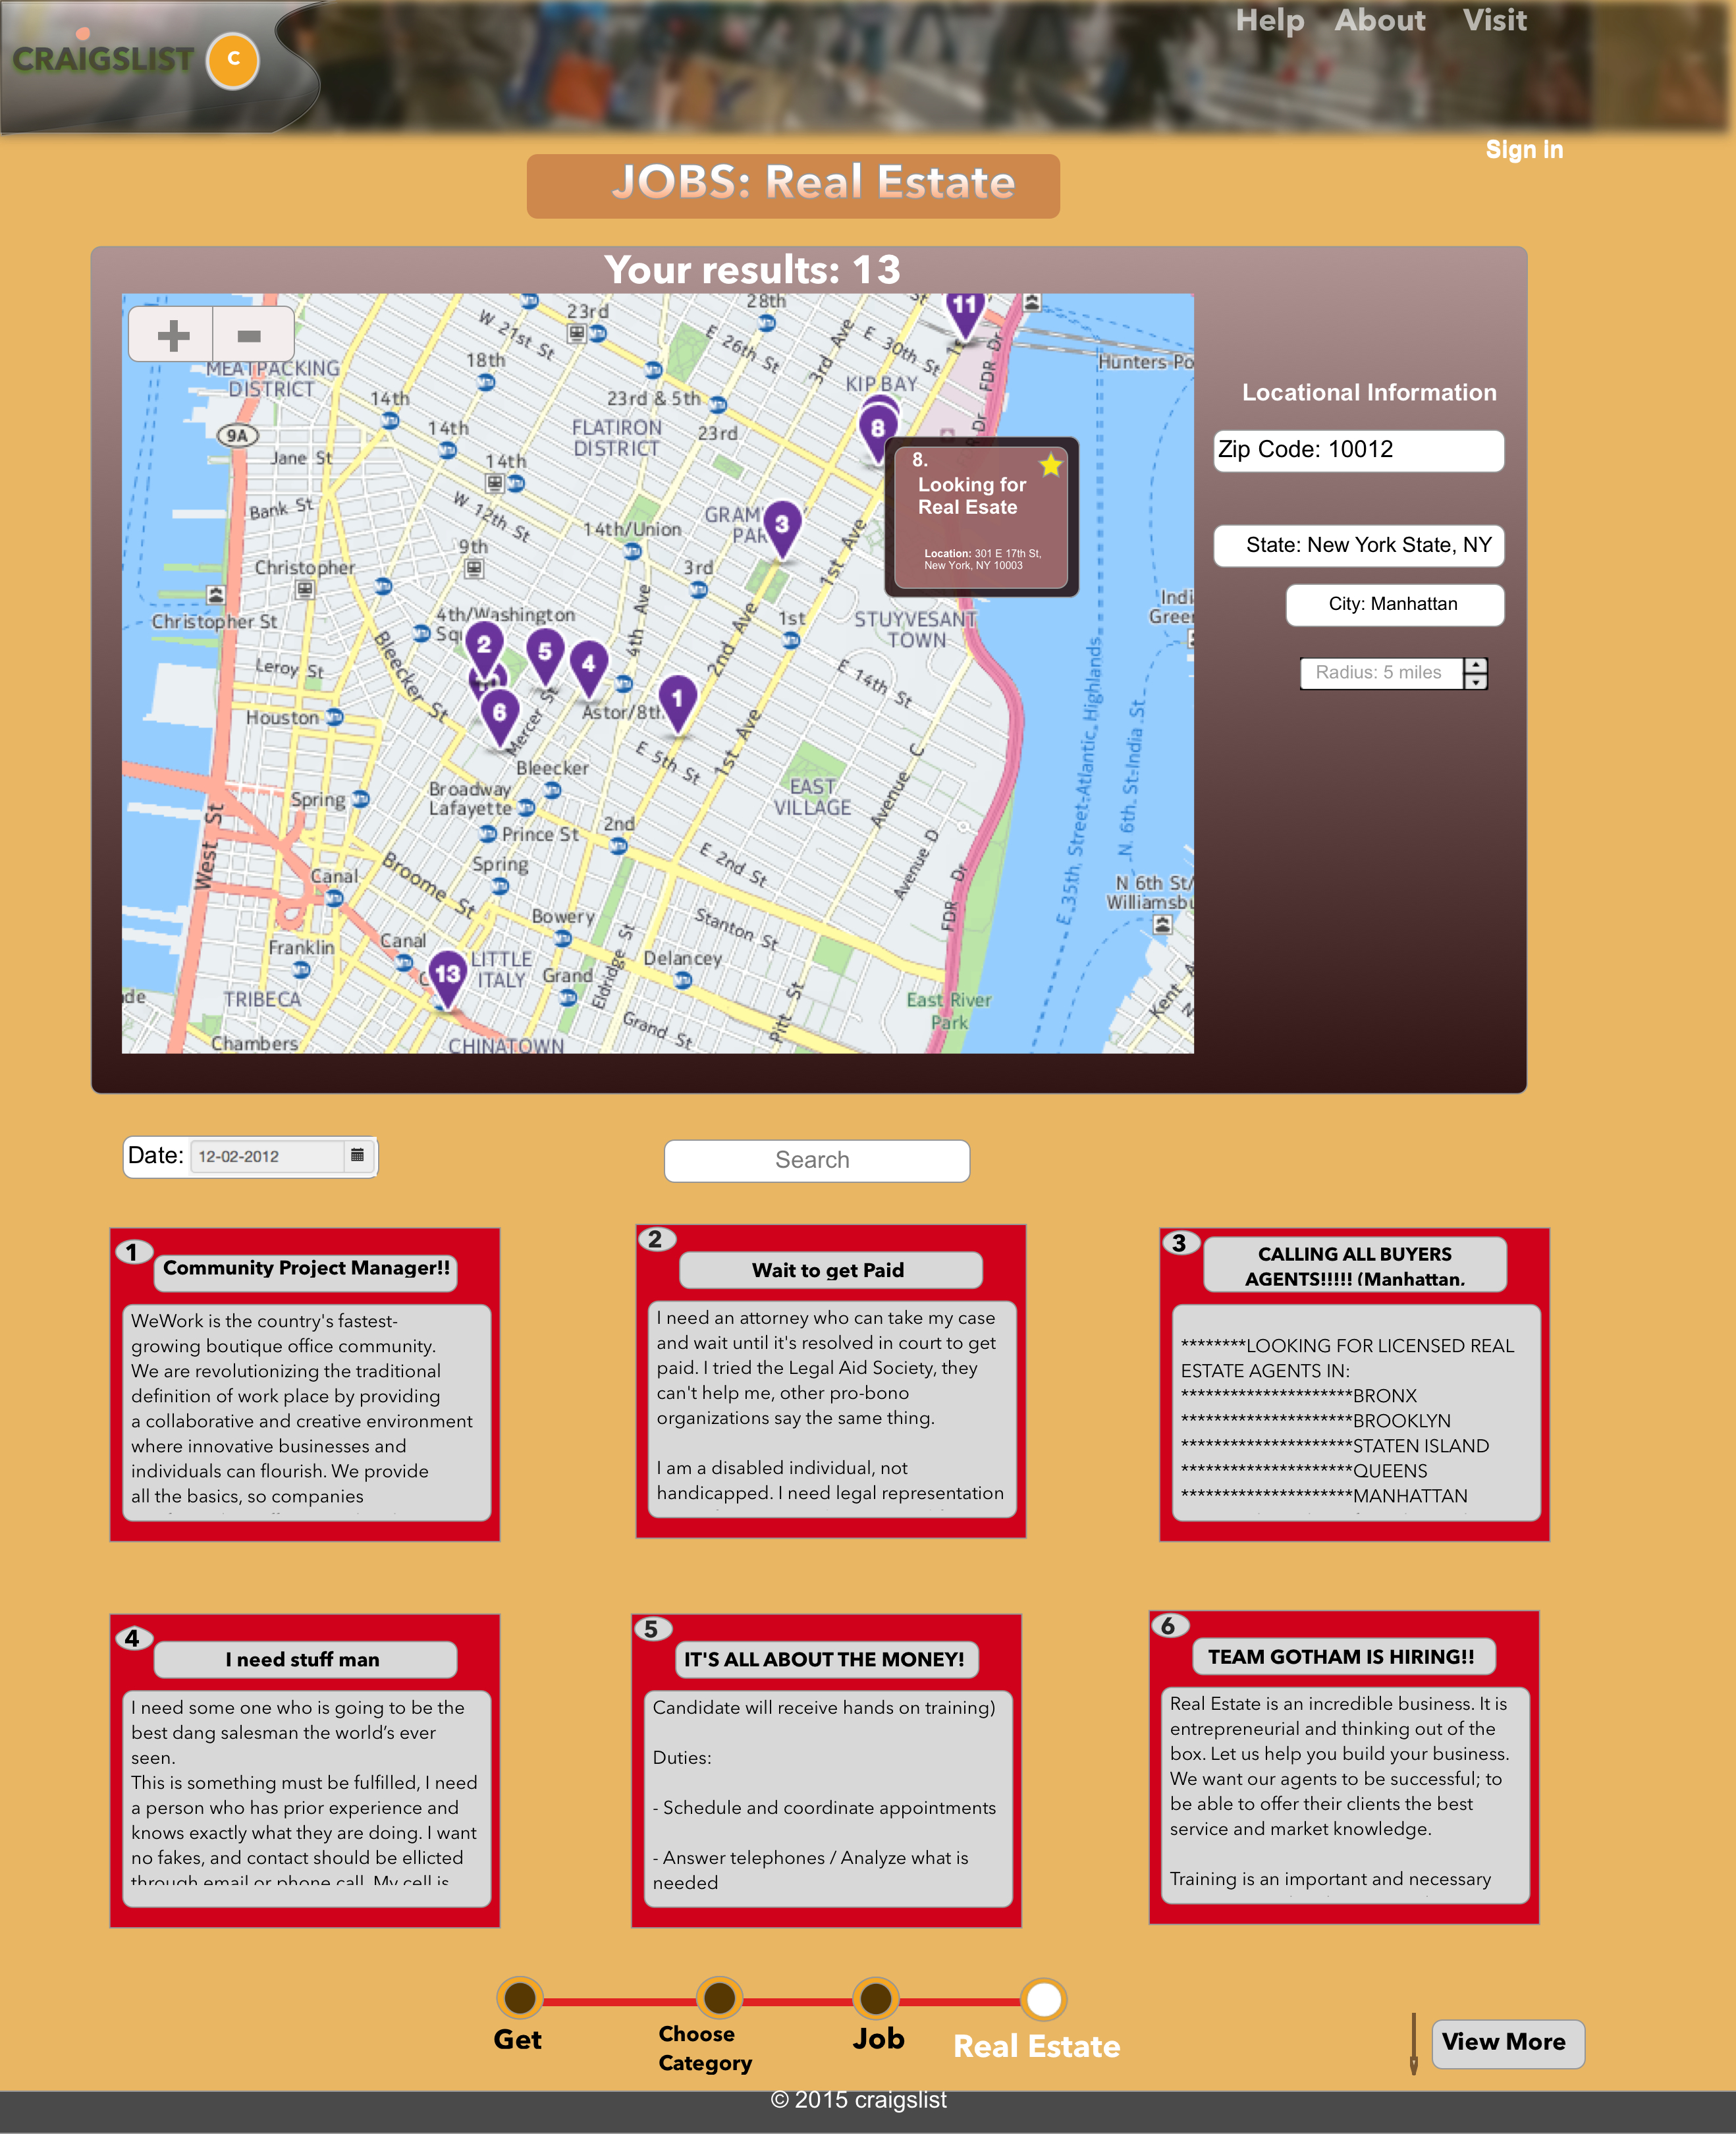 CRAIGSLIST
C
Help About Visit
Sign in
JOBS: Real Estate
Your results: 13
+ -
MEATPACKING
DISTRICT
9A
Jane St
Bank St
Christopher
Christopher St
Leroy St
Houston
Spring
West St
Canal
Franklin
TRIBECA
Chambers
W 21st St
23rd
18th
14th
14th
14th
W 12th St
9th
4th/Washington
Squ
Bleecker St
28th
E 26th St
23rd & 5th
23rd
FLATIRON
DISTRICT
3rd Ave
E 30th St
KIP BAY
FDR Dr
Hunters Po
14th/Union
GRAM
PAR
3rd
1st Ave
4th Ave
2nd Ave
1st
STUYVESANT
TOWN
E 14th St
Astor/8th
Mercer St
E 5th St
1st Ave
Bleecker
Broadway
Lafayette
Prince St
Spring
2nd
EAST
VILLAGE
Avenue C
Avenue D
E 2nd St
Broome St
Bowery
Stanton St
Canal
LITTLE
ITALY
Grand
Eldridge St
Delancey
Grand St
Pitt St
CHINATOWN
FDR Dr
East River
Park
E 35th Street-Atlantic Highlands
N 6th St-India St
Indi
Gree
N 6th St/
Williamsbu
Kent
11
8
3
2
5
4
10
6
1
13
8.
Looking for
Real Esate
Location: 301 E 17th St,
New York, NY 10003
Locational Information
Zip Code: 10012
State: New York State, NY
City: Manhattan
Radius: 5 miles
Date: 12-02-2012
Search
1
Community Project Manager!!
WeWork is the country's fastest-
growing boutique office community.
We are revolutionizing the traditional
definition of work place by providing
a collaborative and creative environment
where innovative businesses and
individuals can flourish. We provide
all the basics, so companies
2
Wait to get Paid
I need an attorney who can take my case
and wait until it's resolved in court to get
paid. I tried the Legal Aid Society, they
can't help me, other pro-bono
organizations say the same thing.
I am a disabled individual, not
handicapped. I need legal representation
3
CALLING ALL BUYERS
AGENTS!!!!! (Manhattan,
********LOOKING FOR LICENSED REAL
ESTATE AGENTS IN:
*********************BRONX
*********************BROOKLYN
*********************STATEN ISLAND
*********************QUEENS
*********************MANHATTAN
4
I need stuff man
I need some one who is going to be the
best dang salesman the world's ever
seen.
This is something must be fulfilled, I need
a person who has prior experience and
knows exactly what they are doing. I want
no fakes, and contact should be ellicted
through email or phone call. My cell is
5
IT'S ALL ABOUT THE MONEY!
Candidate will receive hands on training)
Duties:
- Schedule and coordinate appointments
- Answer telephones / Analyze what is
needed
6
TEAM GOTHAM IS HIRING!!
Real Estate is an incredible business. It is
entrepreneurial and thinking out of the
box. Let us help you build your business.
We want our agents to be successful; to
be able to offer their clients the best
service and market knowledge.
Training is an important and necessary
Get
Choose
Category
Job
Real Estate
View More
© 2015 craigslist